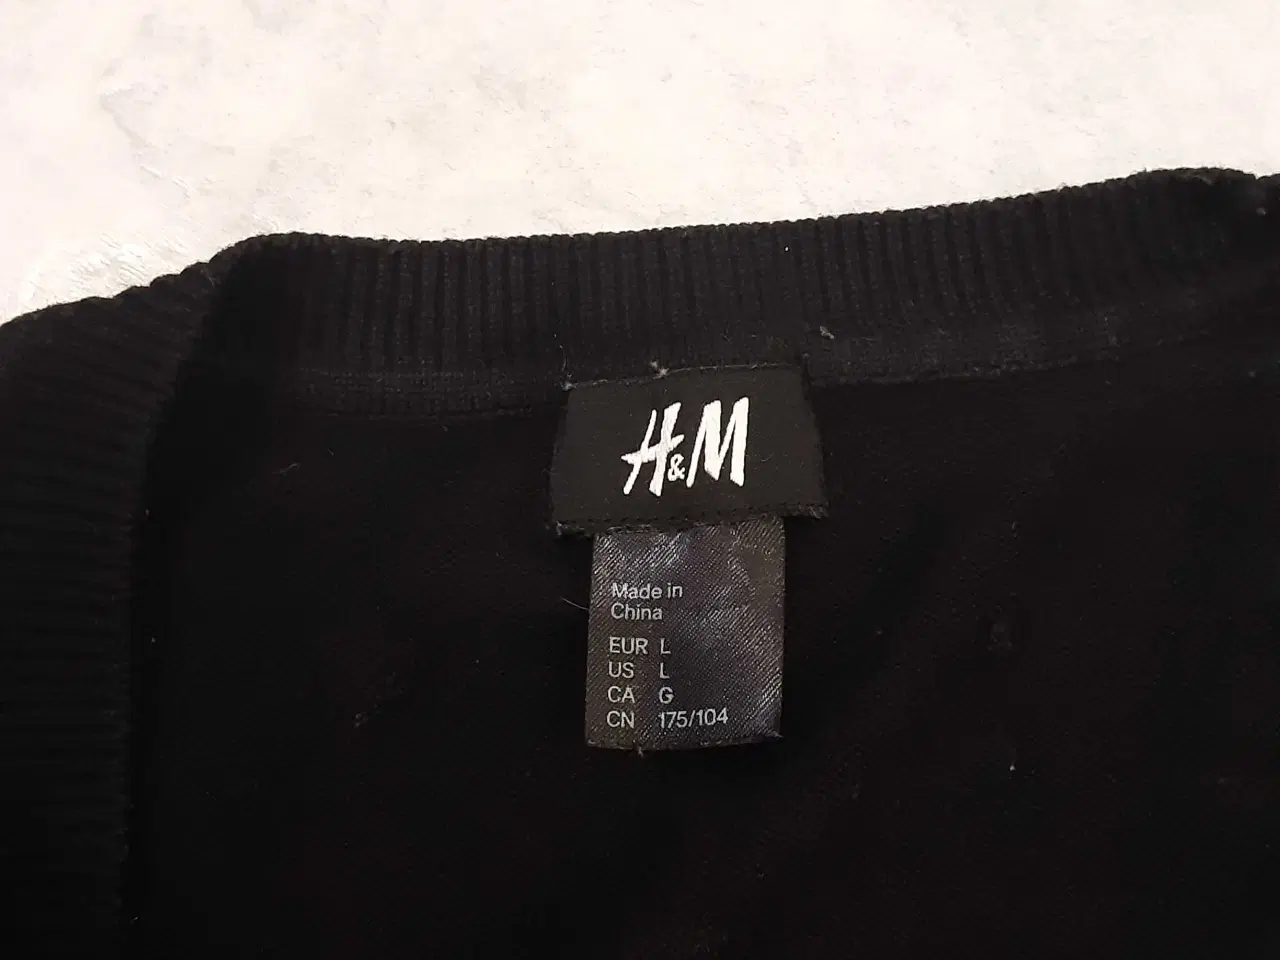 H&M
Made in
China
EUR L
US L
CA G
CN 175/104